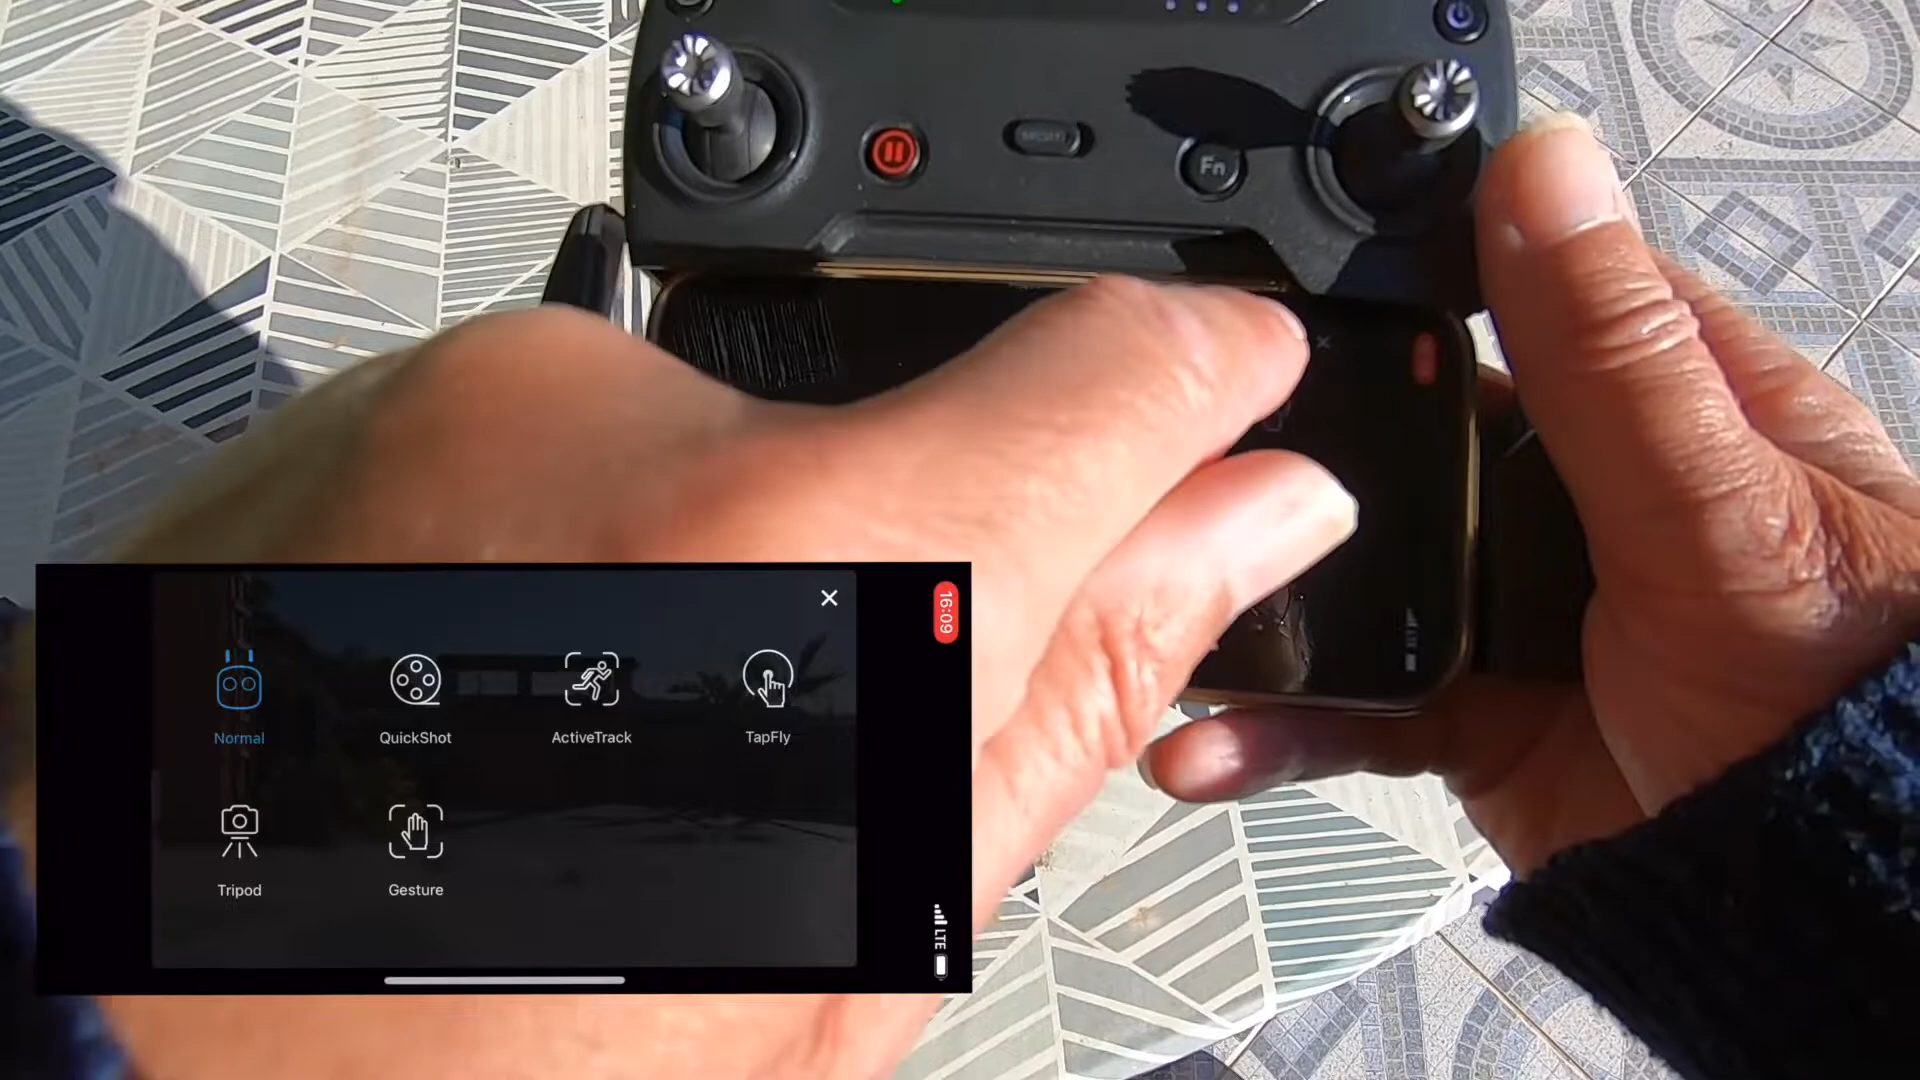 Fn
16:09
Normal
QuickShot
ActiveTrack
TapFly
Tripod
Gesture
LTE